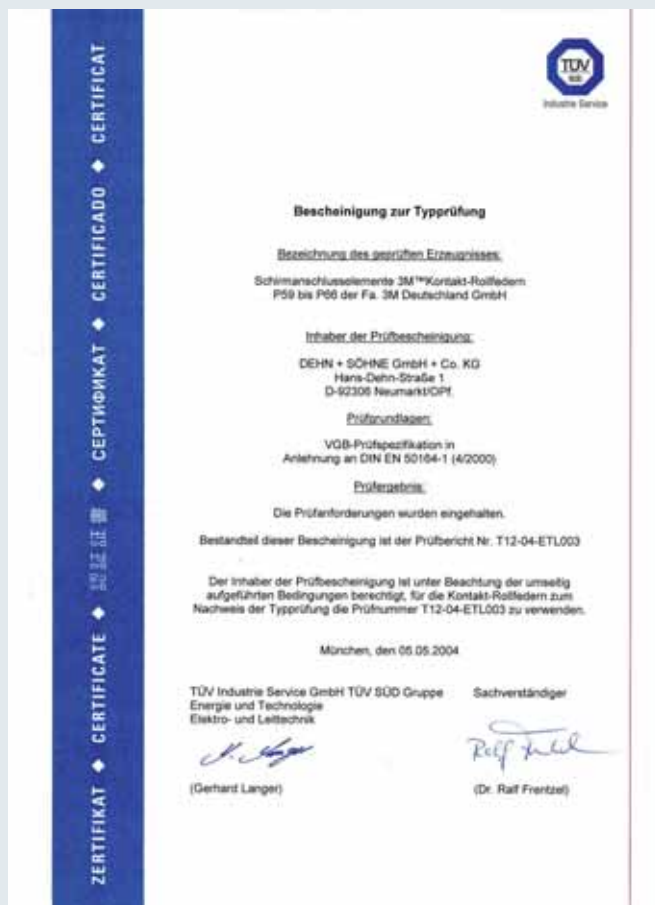 ZERTIFIKAT ◆ CERTIFICATE ◆ 認証証書 ◆ СЕРТИФИКАТ ◆ CERTIFICADO ◆ CERTIFICAT
TÜV
SÜD
Industrie Service
Bescheinigung zur Typprüfung
Bezeichnung des geprüften Erzeugnisses:
Schirmanschlusselemente 3M™Kontakt-Rollfedern
P59 bis P66 der Fa. 3M Deutschland GmbH
Inhaber der Prüfbescheinigung:
DEHN + SÖHNE GmbH + Co. KG
Hans-Dehn-Straße 1
D-92306 Neumarkt/OPf.
Prüfgrundlagen:
VGB-Prüfspezifikation in
Anlehnung an DIN EN 50164-1 (4/2000)
Prüfergebnis:
Die Prüfanforderungen wurden eingehalten.
Bestandteil dieser Bescheinigung ist der Prüfbericht Nr. T12-04-ETL003
Der Inhaber der Prüfbescheinigung ist unter Beachtung der umseitig
aufgeführten Bedingungen berechtigt, für die Kontakt-Rollfedern zum
Nachweis der Typprüfung die Prüfnummer T12-04-ETL003 zu verwenden.
München, den 05.05.2004
TÜV Industrie Service GmbH TÜV SÜD Gruppe
Energie und Technologie
Elektro- und Leittechnik
Sachverständiger
(Gerhard Langer)
(Dr. Ralf Frentzel)